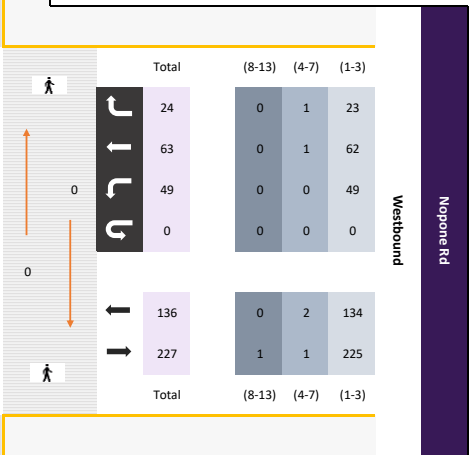 Total (8-13) (4-7) (1-3)
24 0 1 23
63 0 1 62
0 49 0 0 49
0 0 0 0
0
136 0 2 134
227 1 1 225
Total (8-13) (4-7) (1-3)
Westbound
Nopone Rd